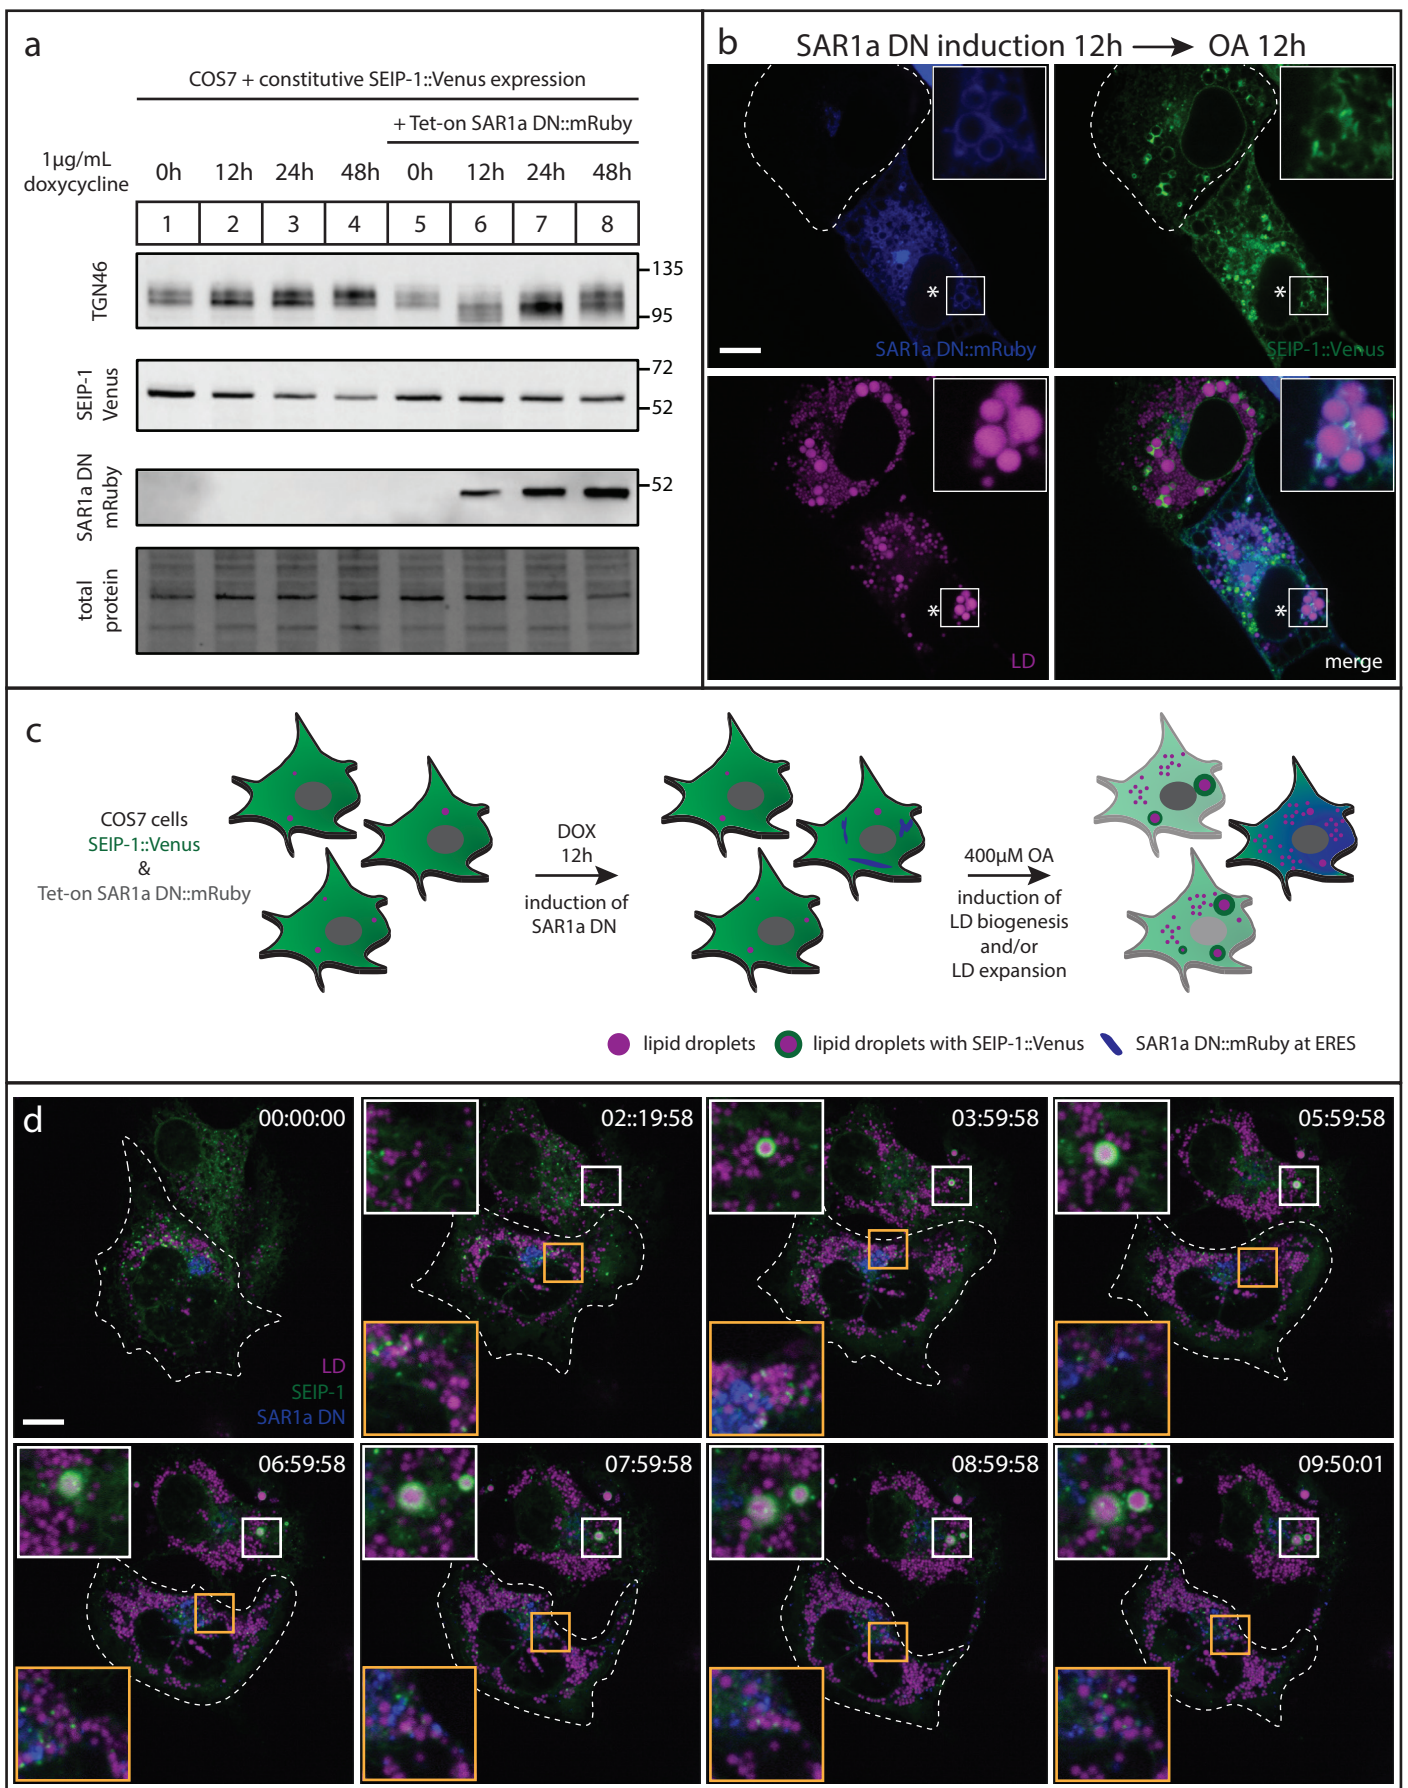 a
COS7 + constitutive SEIP-1::Venus expression
+ Tet-on SAR1a DN::mRuby
1µg/mL
doxycycline
0h 12h 24h 48h 0h 12h 24h 48h
1 2 3 4 5 6 7 8
TGN46
135
95
SEIP-1
Venus
72
52
SAR1a DN
mRuby
52
total
protein
b
SAR1a DN induction 12h → OA 12h
*
SAR1a DN::mRuby
*
SEIP-1::Venus
*
LD
*
merge
c
COS7 cells
SEIP-1::Venus
&
Tet-on SAR1a DN::mRuby
DOX
12h
induction of
SAR1a DN
400µM OA
induction of
LD biogenesis
and/or
LD expansion
lipid droplets
lipid droplets with SEIP-1::Venus
SAR1a DN::mRuby at ERES
d
00:00:00
LD
SEIP-1
SAR1a DN
02::19:58
03:59:58
05:59:58
06:59:58
07:59:58
08:59:58
09:50:01